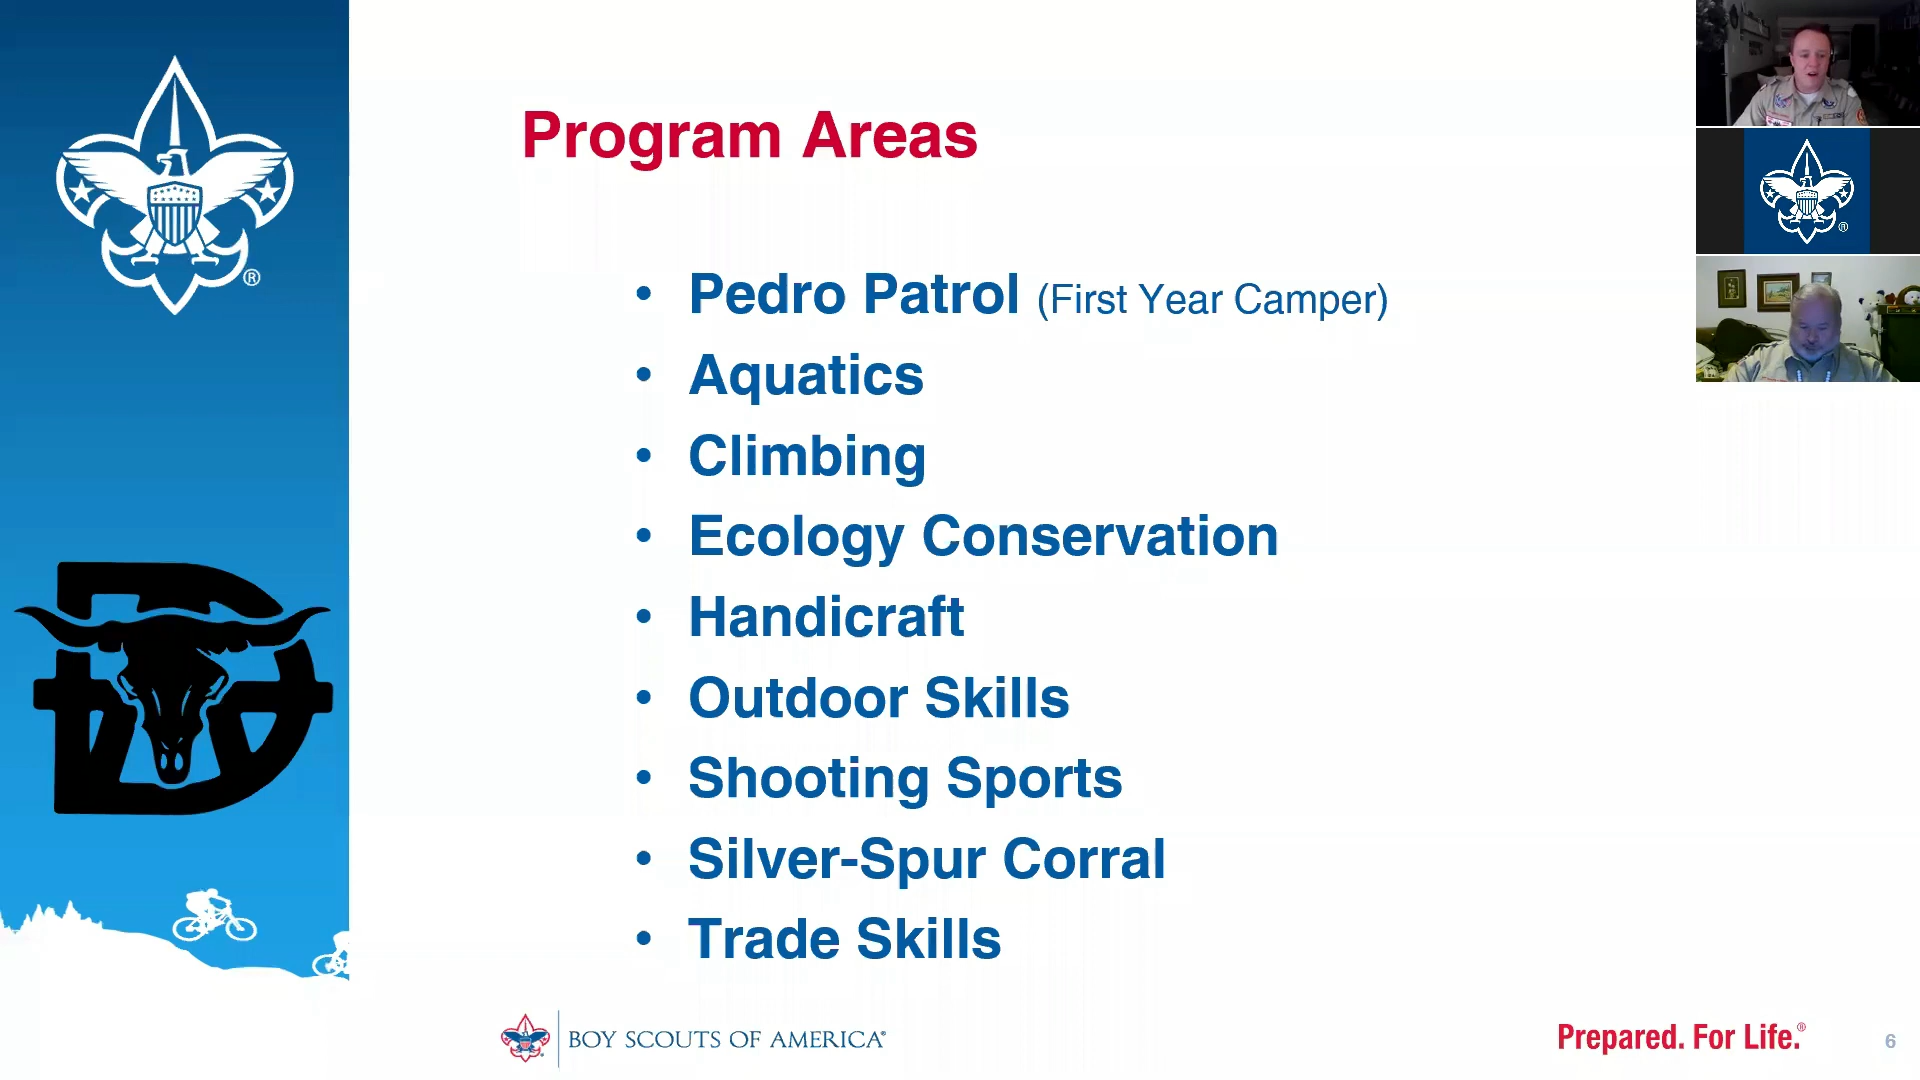 Program Areas
• Pedro Patrol (First Year Camper)
• Aquatics
• Climbing
• Ecology Conservation
• Handicraft
• Outdoor Skills
• Shooting Sports
• Silver-Spur Corral
• Trade Skills
BOY SCOUTS OF AMERICA®
Prepared. For Life.®
6